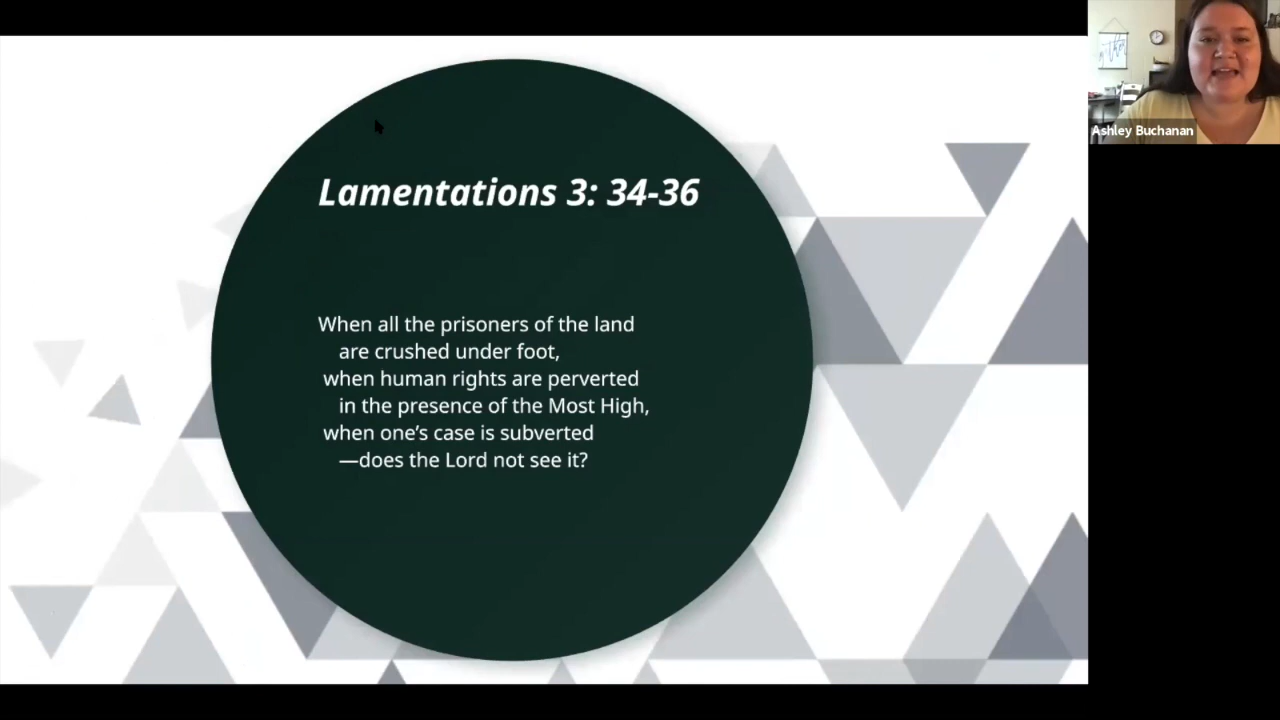 Lamentations 3: 34-36
When all the prisoners of the land
are crushed under foot,
when human rights are perverted
in the presence of the Most High,
when one’s case is subverted
—does the Lord not see it?
Ashley Buchanan